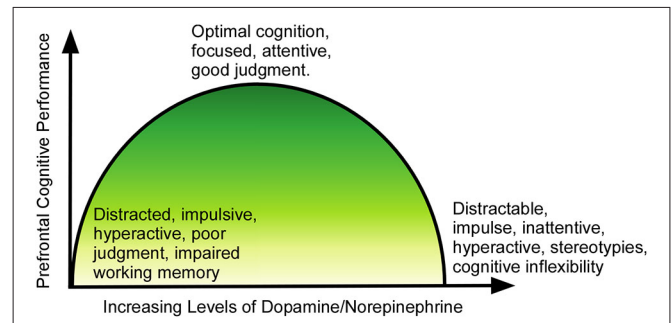 Optimal cognition,
focused, attentive,
good judgment.
Prefrontal Cognitive Performance
Distracted, impulsive,
hyperactive, poor
judgment, impaired
working memory
Distractable,
impulse, inattentive,
hyperactive, stereotypies,
cognitive inflexibility
Increasing Levels of Dopamine/Norepinephrine